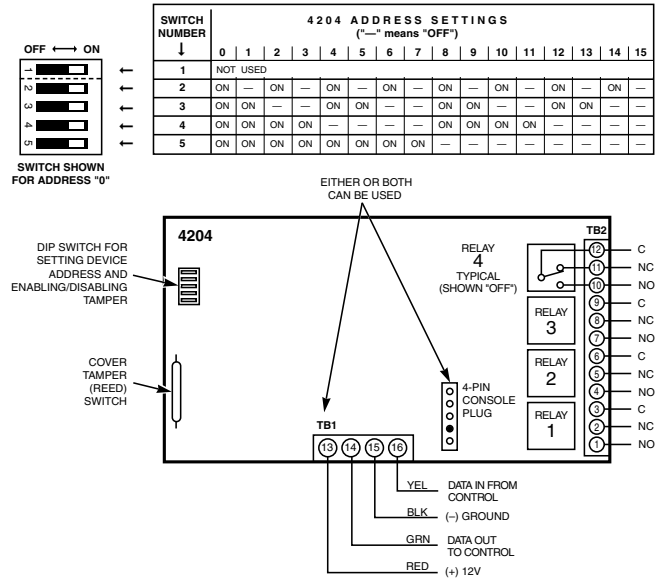 SWITCH NUMBER ↓
4204 ADDRESS SETTINGS
("—" means "OFF")
0 1 2 3 4 5 6 7 8 9 10 11 12 13 14 15
1 NOT USED
2 ON — ON — ON — ON — ON — ON — ON — ON —
3 ON ON — — ON ON — — ON ON — — ON ON — —
4 ON ON ON ON — — — — ON ON ON ON — — — —
5 ON ON ON ON ON ON ON ON — — — — — — — —
OFF ⟷ ON
1
2
3
4
5
SWITCH SHOWN
FOR ADDRESS "0"
EITHER OR BOTH
CAN BE USED
4204
TB2
DIP SWITCH FOR
SETTING DEVICE
ADDRESS AND
ENABLING/DISABLING
TAMPER
COVER
TAMPER
(REED)
SWITCH
RELAY
4
TYPICAL
(SHOWN "OFF")
RELAY
3
RELAY
2
RELAY
1
12 C
11 NC
10 NO
9 C
8 NC
7 NO
6 C
5 NC
4 NO
3 C
2 NC
1 NO
4-PIN
CONSOLE
PLUG
TB1
13 14 15 16
YEL DATA IN FROM
CONTROL
BLK (–) GROUND
GRN DATA OUT
TO CONTROL
RED (+) 12V